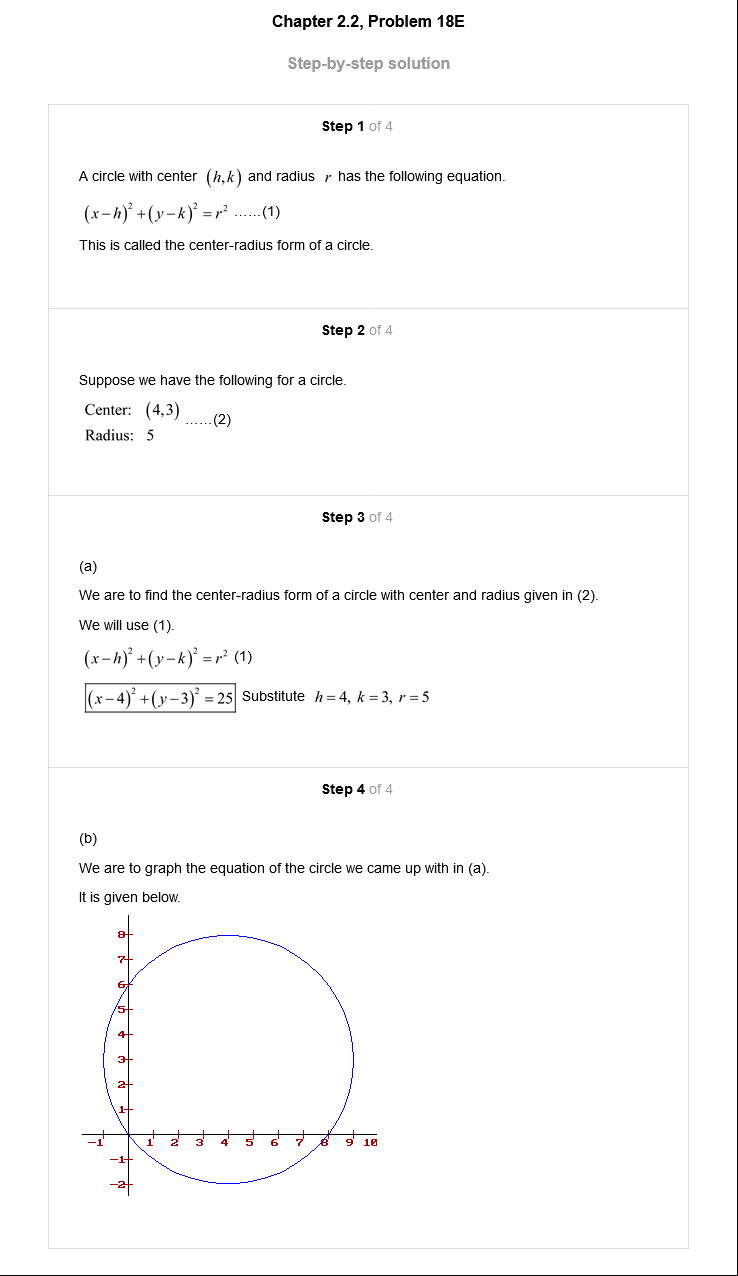 Chapter 2.2, Problem 18E
Step-by-step solution
Step 1 of 4
A circle with center (h,k) and radius r has the following equation.
(x−h)² +(y−k)² = r² ......(1)
This is called the center-radius form of a circle.
Step 2 of 4
Suppose we have the following for a circle.
Center: (4,3)
......(2)
Radius: 5
Step 3 of 4
(a)
We are to find the center-radius form of a circle with center and radius given in (2).
We will use (1).
(x−h)² +(y−k)² = r² (1)
(x−4)² +(y−3)² = 25 Substitute h = 4, k = 3, r = 5
Step 4 of 4
(b)
We are to graph the equation of the circle we came up with in (a).
It is given below.
8
7
6
5
4
3
2
1
−1 1 2 3 4 5 6 7 8 9 10
−1
−2